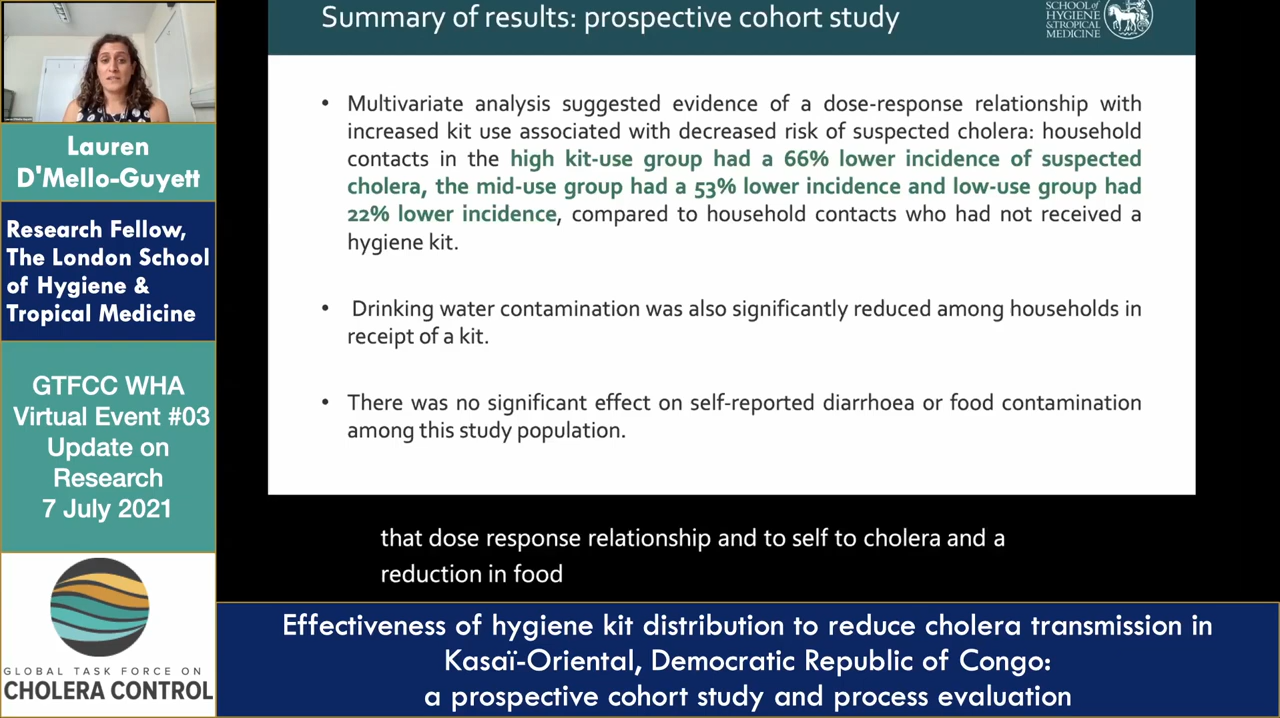 Summary of results: prospective cohort study
SCHOOL of
HYGIENE
&TROPICAL
MEDICINE
• Multivariate analysis suggested evidence of a dose-response relationship with
increased kit use associated with decreased risk of suspected cholera: household
contacts in the high kit-use group had a 66% lower incidence of suspected
cholera, the mid-use group had a 53% lower incidence and low-use group had
22% lower incidence, compared to household contacts who had not received a
hygiene kit.
• Drinking water contamination was also significantly reduced among households in
receipt of a kit.
• There was no significant effect on self-reported diarrhoea or food contamination
among this study population.
that dose response relationship and to self to cholera and a
reduction in food
Lauren
D'Mello-Guyett
Research Fellow,
The London School
of Hygiene &
Tropical Medicine
GTFCC WHA
Virtual Event #03
Update on
Research
7 July 2021
GLOBAL TASK FORCE ON
CHOLERA CONTROL
Effectiveness of hygiene kit distribution to reduce cholera transmission in
Kasaï-Oriental, Democratic Republic of Congo:
a prospective cohort study and process evaluation